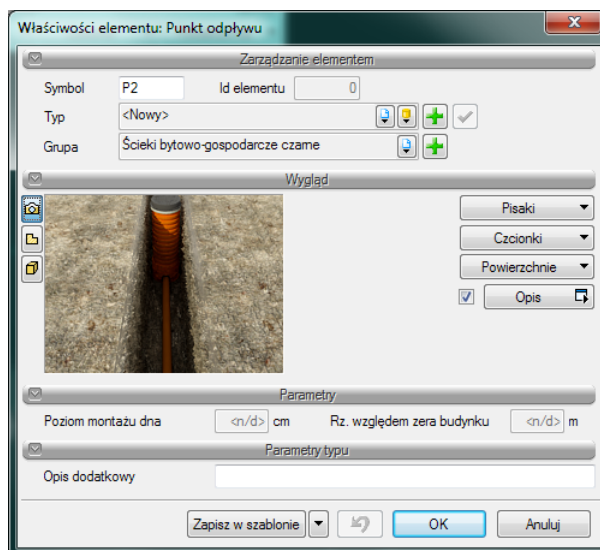 Właściwości elementu: Punkt odpływu
Zarządzanie elementem
Symbol P2 Id elementu 0
Typ <Nowy>
Grupa Ścieki bytowo-gospodarcze czarne
Wygląd
Pisaki
Czcionki
Powierzchnie
Opis
Parametry
Poziom montażu dna <n/d> cm Rz. względem zera budynku <n/d> m
Parametry typu
Opis dodatkowy
Zapisz w szablonie OK Anuluj